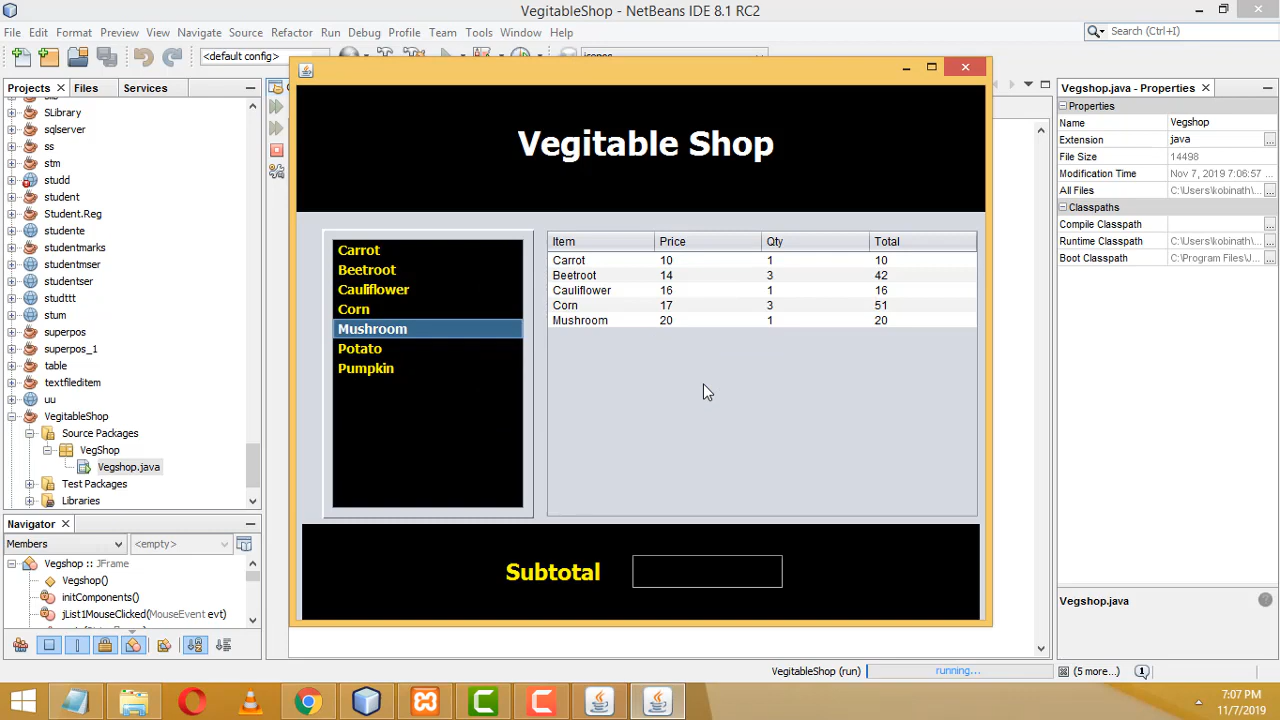 VegitableShop - NetBeans IDE 8.1 RC2
File Edit Format Preview View Navigate Source Refactor Run Debug Profile Team Tools Window Help
Search (Ctrl+I)
<default config>
Projects Files Services
SLibrary
sqlserver
ss
stm
studd
student
Student.Reg
studente
studentmarks
studentmser
studentser
studttt
stum
superpos
superpos_1
table
textfileditem
uu
VegitableShop
Source Packages
VegShop
Vegshop.java
Test Packages
Libraries
Navigator
Members <empty>
Vegshop :: JFrame
Vegshop()
initComponents()
jList1MouseClicked(MouseEvent evt)
Vegitable Shop
Carrot
Beetroot
Cauliflower
Corn
Mushroom
Potato
Pumpkin
Item Price Qty Total
Carrot 10 1 10
Beetroot 14 3 42
Cauliflower 16 1 16
Corn 17 3 51
Mushroom 20 1 20
Subtotal
Vegshop.java - Properties
Properties
Name Vegshop
Extension java
File Size 14498
Modification Time Nov 7, 2019 7:06:57 ...
All Files C:\Users\kobinath\...
Classpaths
Compile Classpath
Runtime Classpath C:\Users\kobinath\...
Boot Classpath C:\Program Files\J...
Vegshop.java
VegitableShop (run) running... (5 more...) 1
7:07 PM
11/7/2019